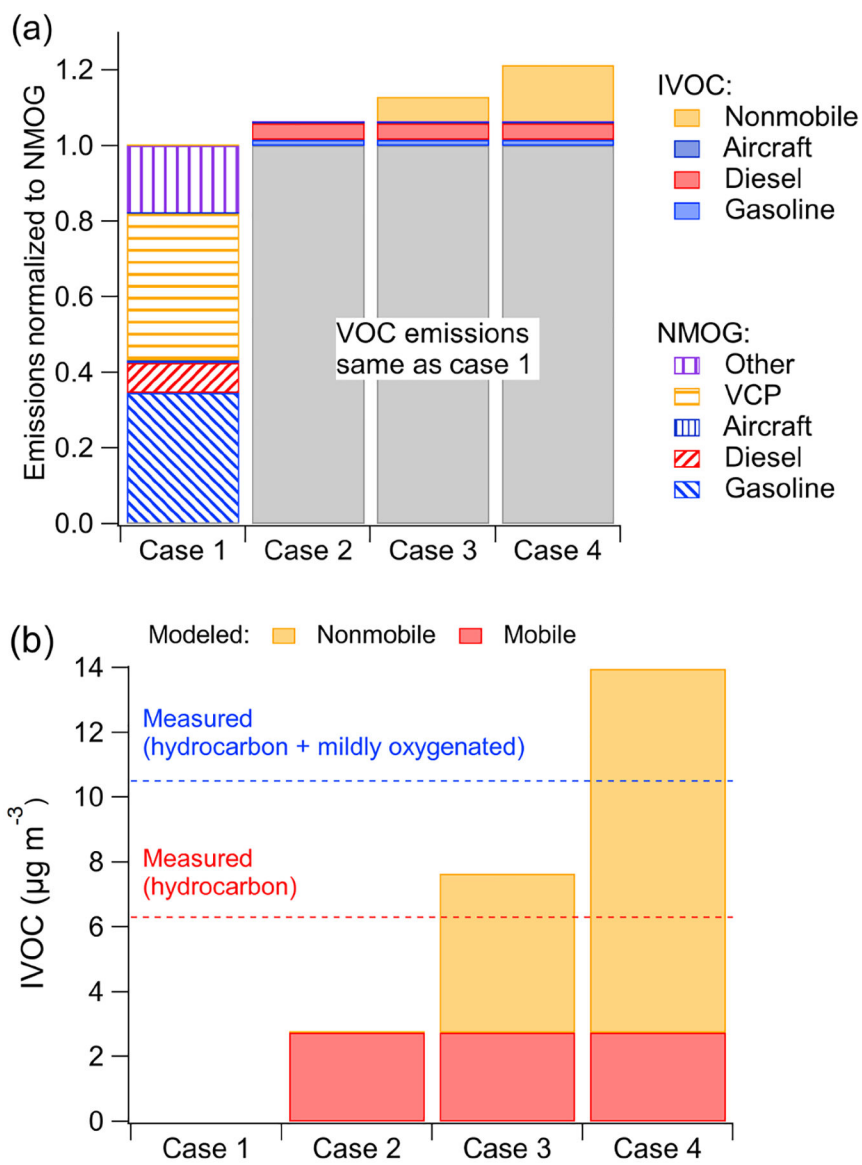 (a)
Emissions normalized to NMOG
1.2
1.0
0.8
0.6
0.4
0.2
0.0
VOC emissions
same as case 1
Case 1
Case 2
Case 3
Case 4
IVOC:
Nonmobile
Aircraft
Diesel
Gasoline
NMOG:
Other
VCP
Aircraft
Diesel
Gasoline
(b)
Modeled: Nonmobile Mobile
IVOC (µg m⁻³)
14
12
10
8
6
4
2
0
Measured
(hydrocarbon + mildly oxygenated)
Measured
(hydrocarbon)
Case 1
Case 2
Case 3
Case 4